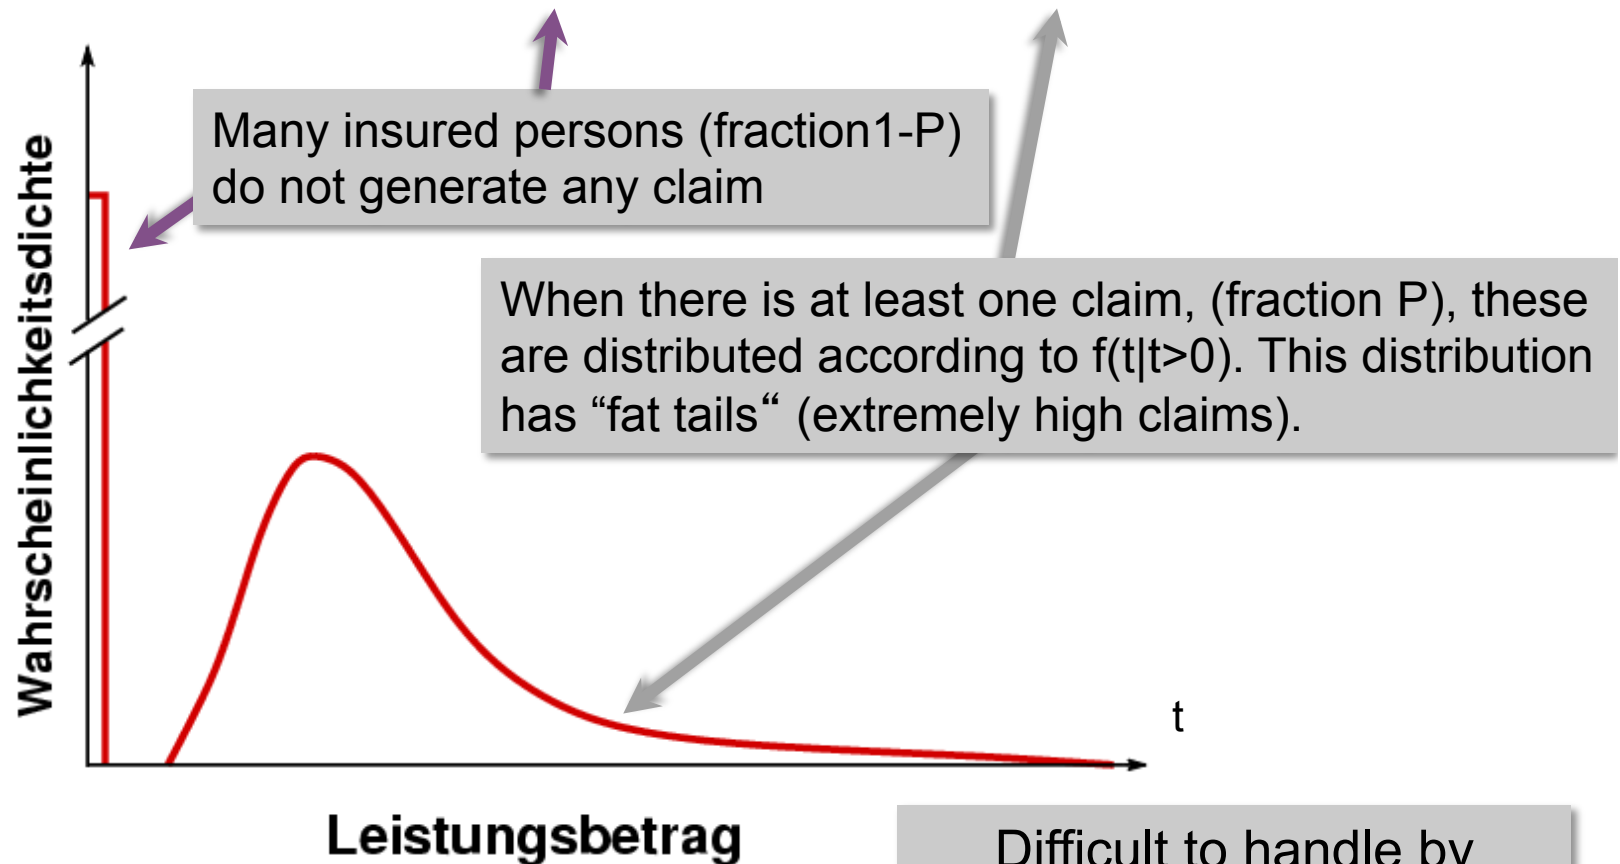 Many insured persons (fraction1-P)
do not generate any claim
Wahrscheinlichkeitsdichte
When there is at least one claim, (fraction P), these
are distributed according to f(t|t>0). This distribution
has “fat tails“ (extremely high claims).
t
Leistungsbetrag
Difficult to handle by